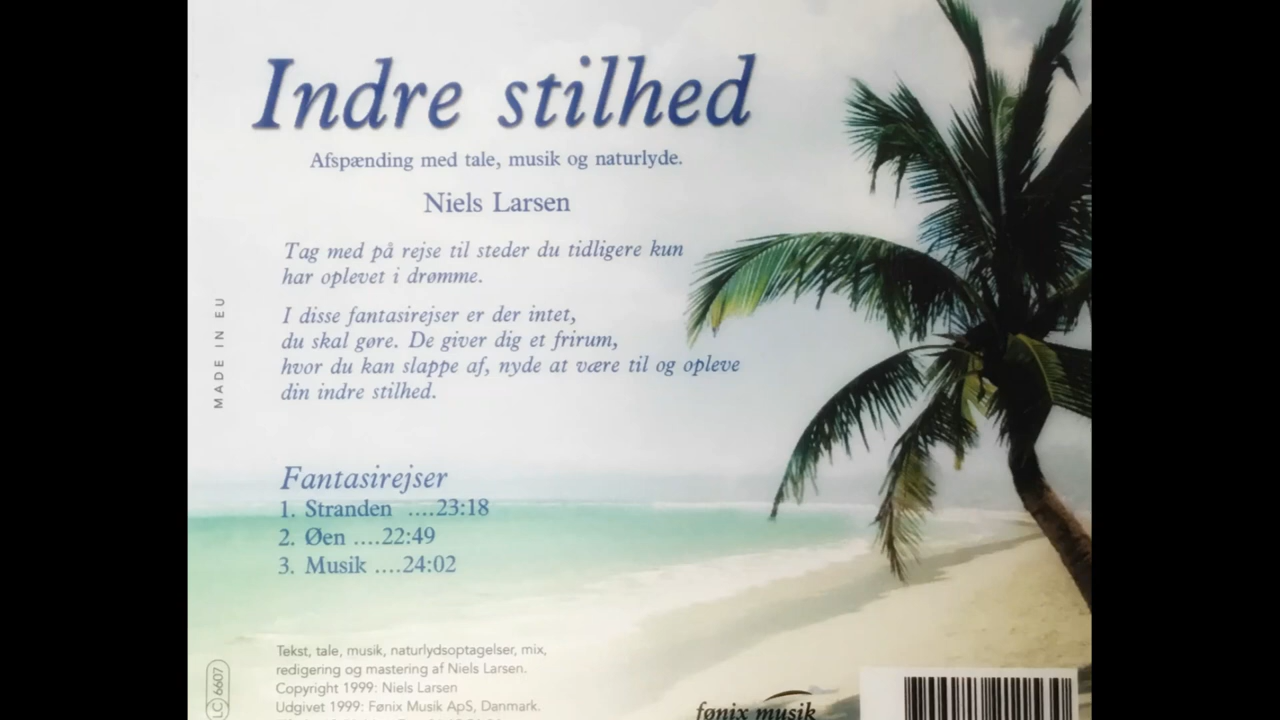 Indre stilhed
Afspænding med tale, musik og naturlyde.
Niels Larsen
Tag med på rejse til steder du tidligere kun
har oplevet i drømme.
I disse fantasirejser er der intet,
du skal gøre. De giver dig et frirum,
hvor du kan slappe af, nyde at være til og opleve
din indre stilhed.
MADE IN EU
Fantasirejser
1. Stranden ....23:18
2. Øen ....22:49
3. Musik ....24:02
Tekst, tale, musik, naturlydsoptagelser, mix,
redigering og mastering af Niels Larsen.
Copyright 1999: Niels Larsen
Udgivet 1999: Fønix Musik ApS, Danmark.
LC 6607
fønix musik